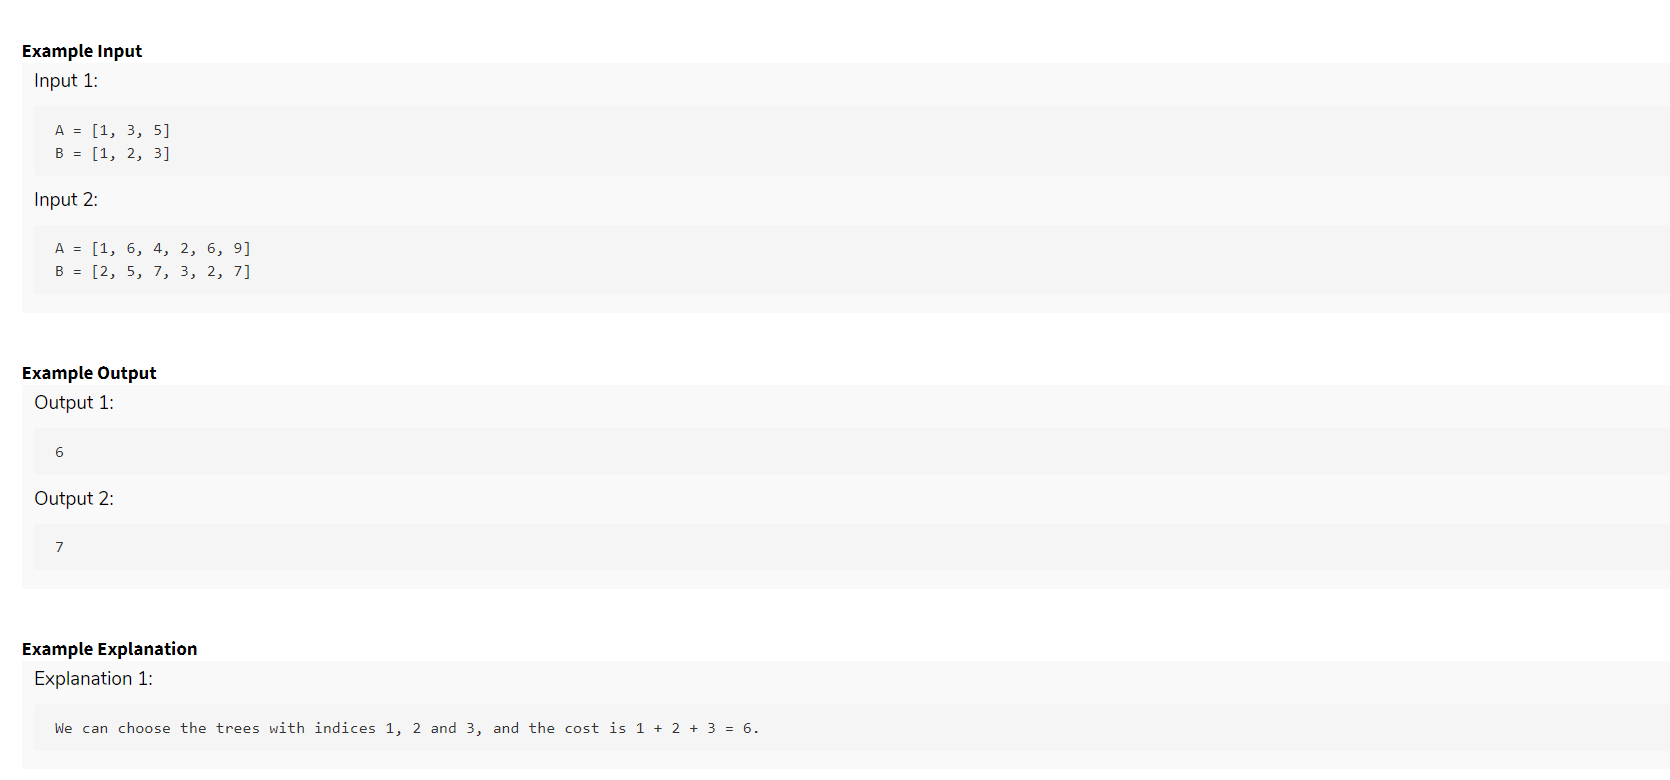 Example Input
Input 1:
A = [1, 3, 5]
B = [1, 2, 3]
Input 2:
A = [1, 6, 4, 2, 6, 9]
B = [2, 5, 7, 3, 2, 7]
Example Output
Output 1:
6
Output 2:
7
Example Explanation
Explanation 1:
We can choose the trees with indices 1, 2 and 3, and the cost is 1 + 2 + 3 = 6.